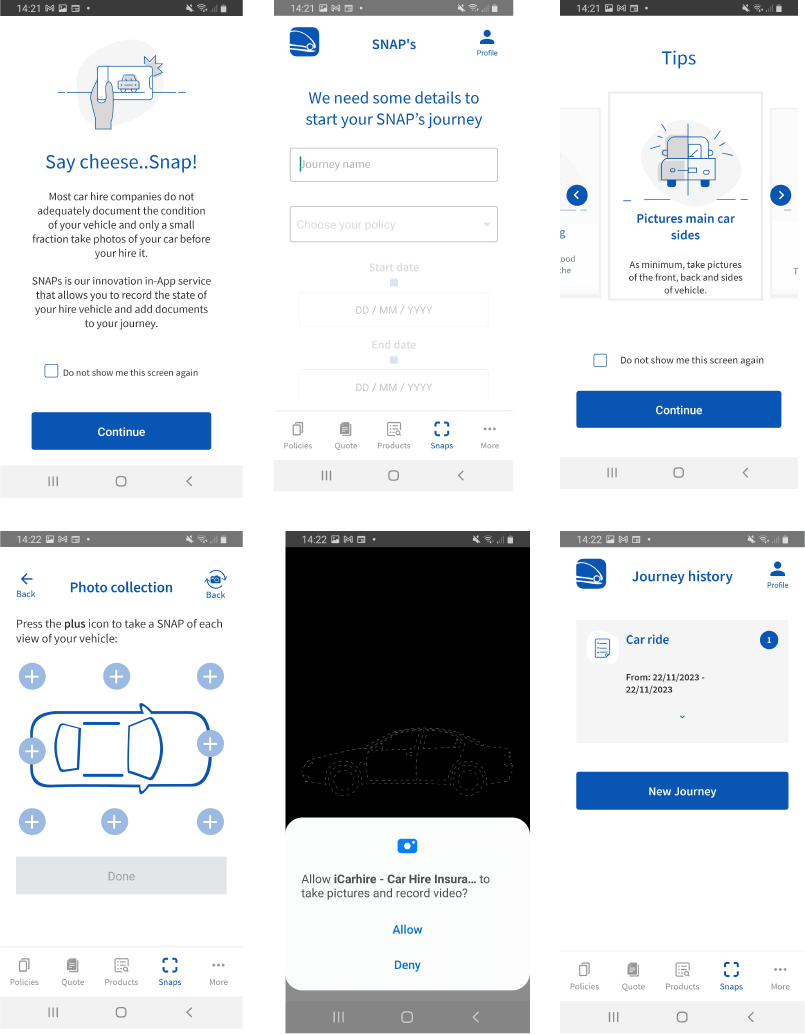 14:21
Say cheese..Snap!
Most car hire companies do not
adequately document the condition
of your vehicle and only a small
fraction take photos of your car before
your hire it.
SNAPs is our innovation in-App service
that allows you to record the state of
your hire vehicle and add documents
to your journey.
Do not show me this screen again
Continue
14:21
SNAP's
Profile
We need some details to
start your SNAP's journey
Journey name
Choose your policy
Start date
DD / MM / YYYY
End date
DD / MM / YYYY
Policies
Quote
Products
Snaps
More
14:21
Tips
g
ood
the
Pictures main car
sides
As minimum, take pictures
of the front, back and sides
of vehicle.
T
Do not show me this screen again
Continue
14:22
Back
Photo collection
Back
Press the plus icon to take a SNAP of each
view of your vehicle:
Done
Policies
Quote
Products
Snaps
More
14:22
Allow iCarhire - Car Hire Insura... to
take pictures and record video?
Allow
Deny
14:22
Journey history
Profile
Car ride
1
From: 22/11/2023 -
22/11/2023
New Journey
Policies
Quote
Products
Snaps
More